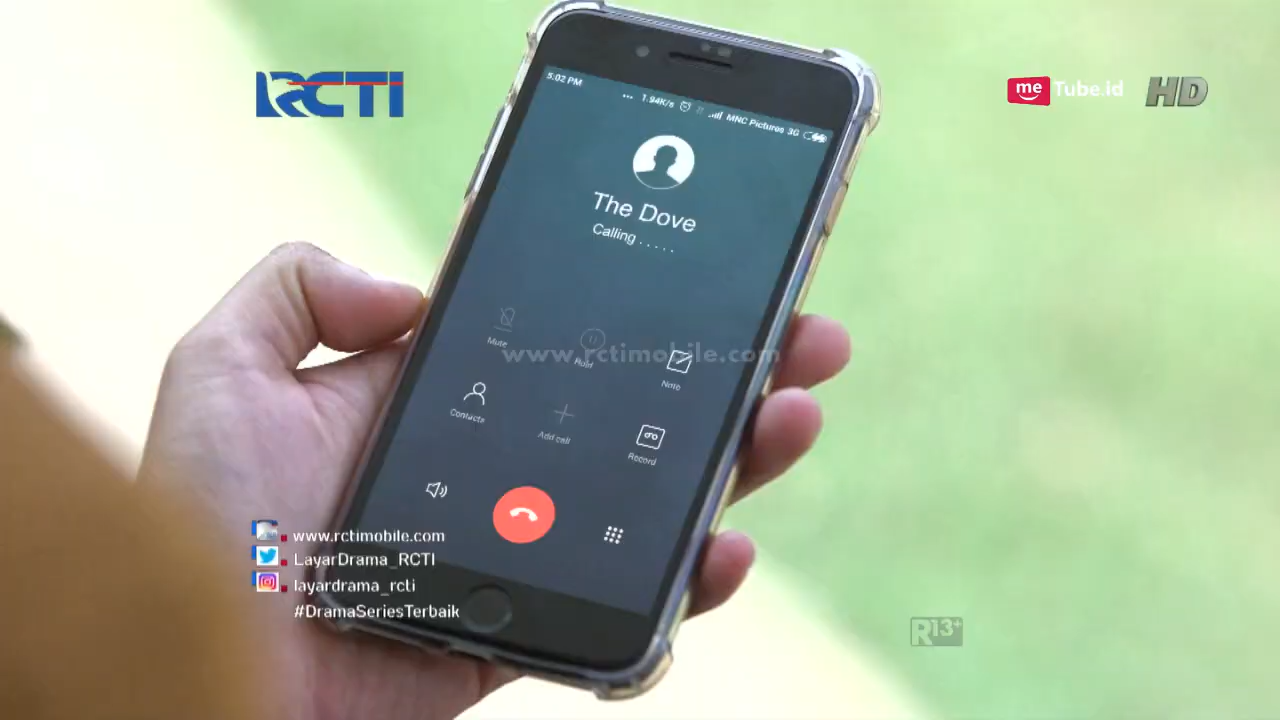 RCTI
me Tube.id HD
5:02 PM
... 1.94K/s MNC Pictures 3G
The Dove
Calling . . . . .
Mute
Hold
Note
www.rctimobile.com
Contacts
Add call
Record
www.rctimobile.com
LayarDrama_RCTI
layardrama_rcti
#DramaSeriesTerbaik
R13+